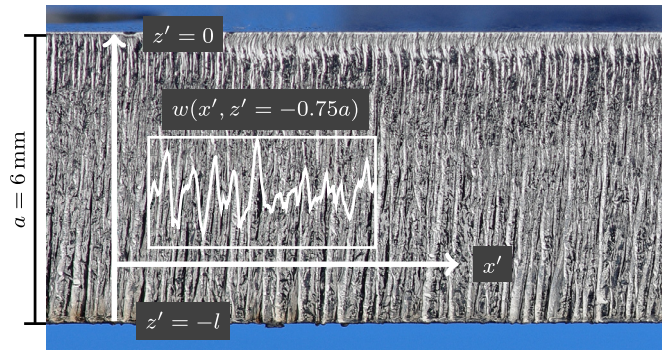 z′ = 0
w(x′, z′ = −0.75a)
a = 6 mm
x′
z′ = −l